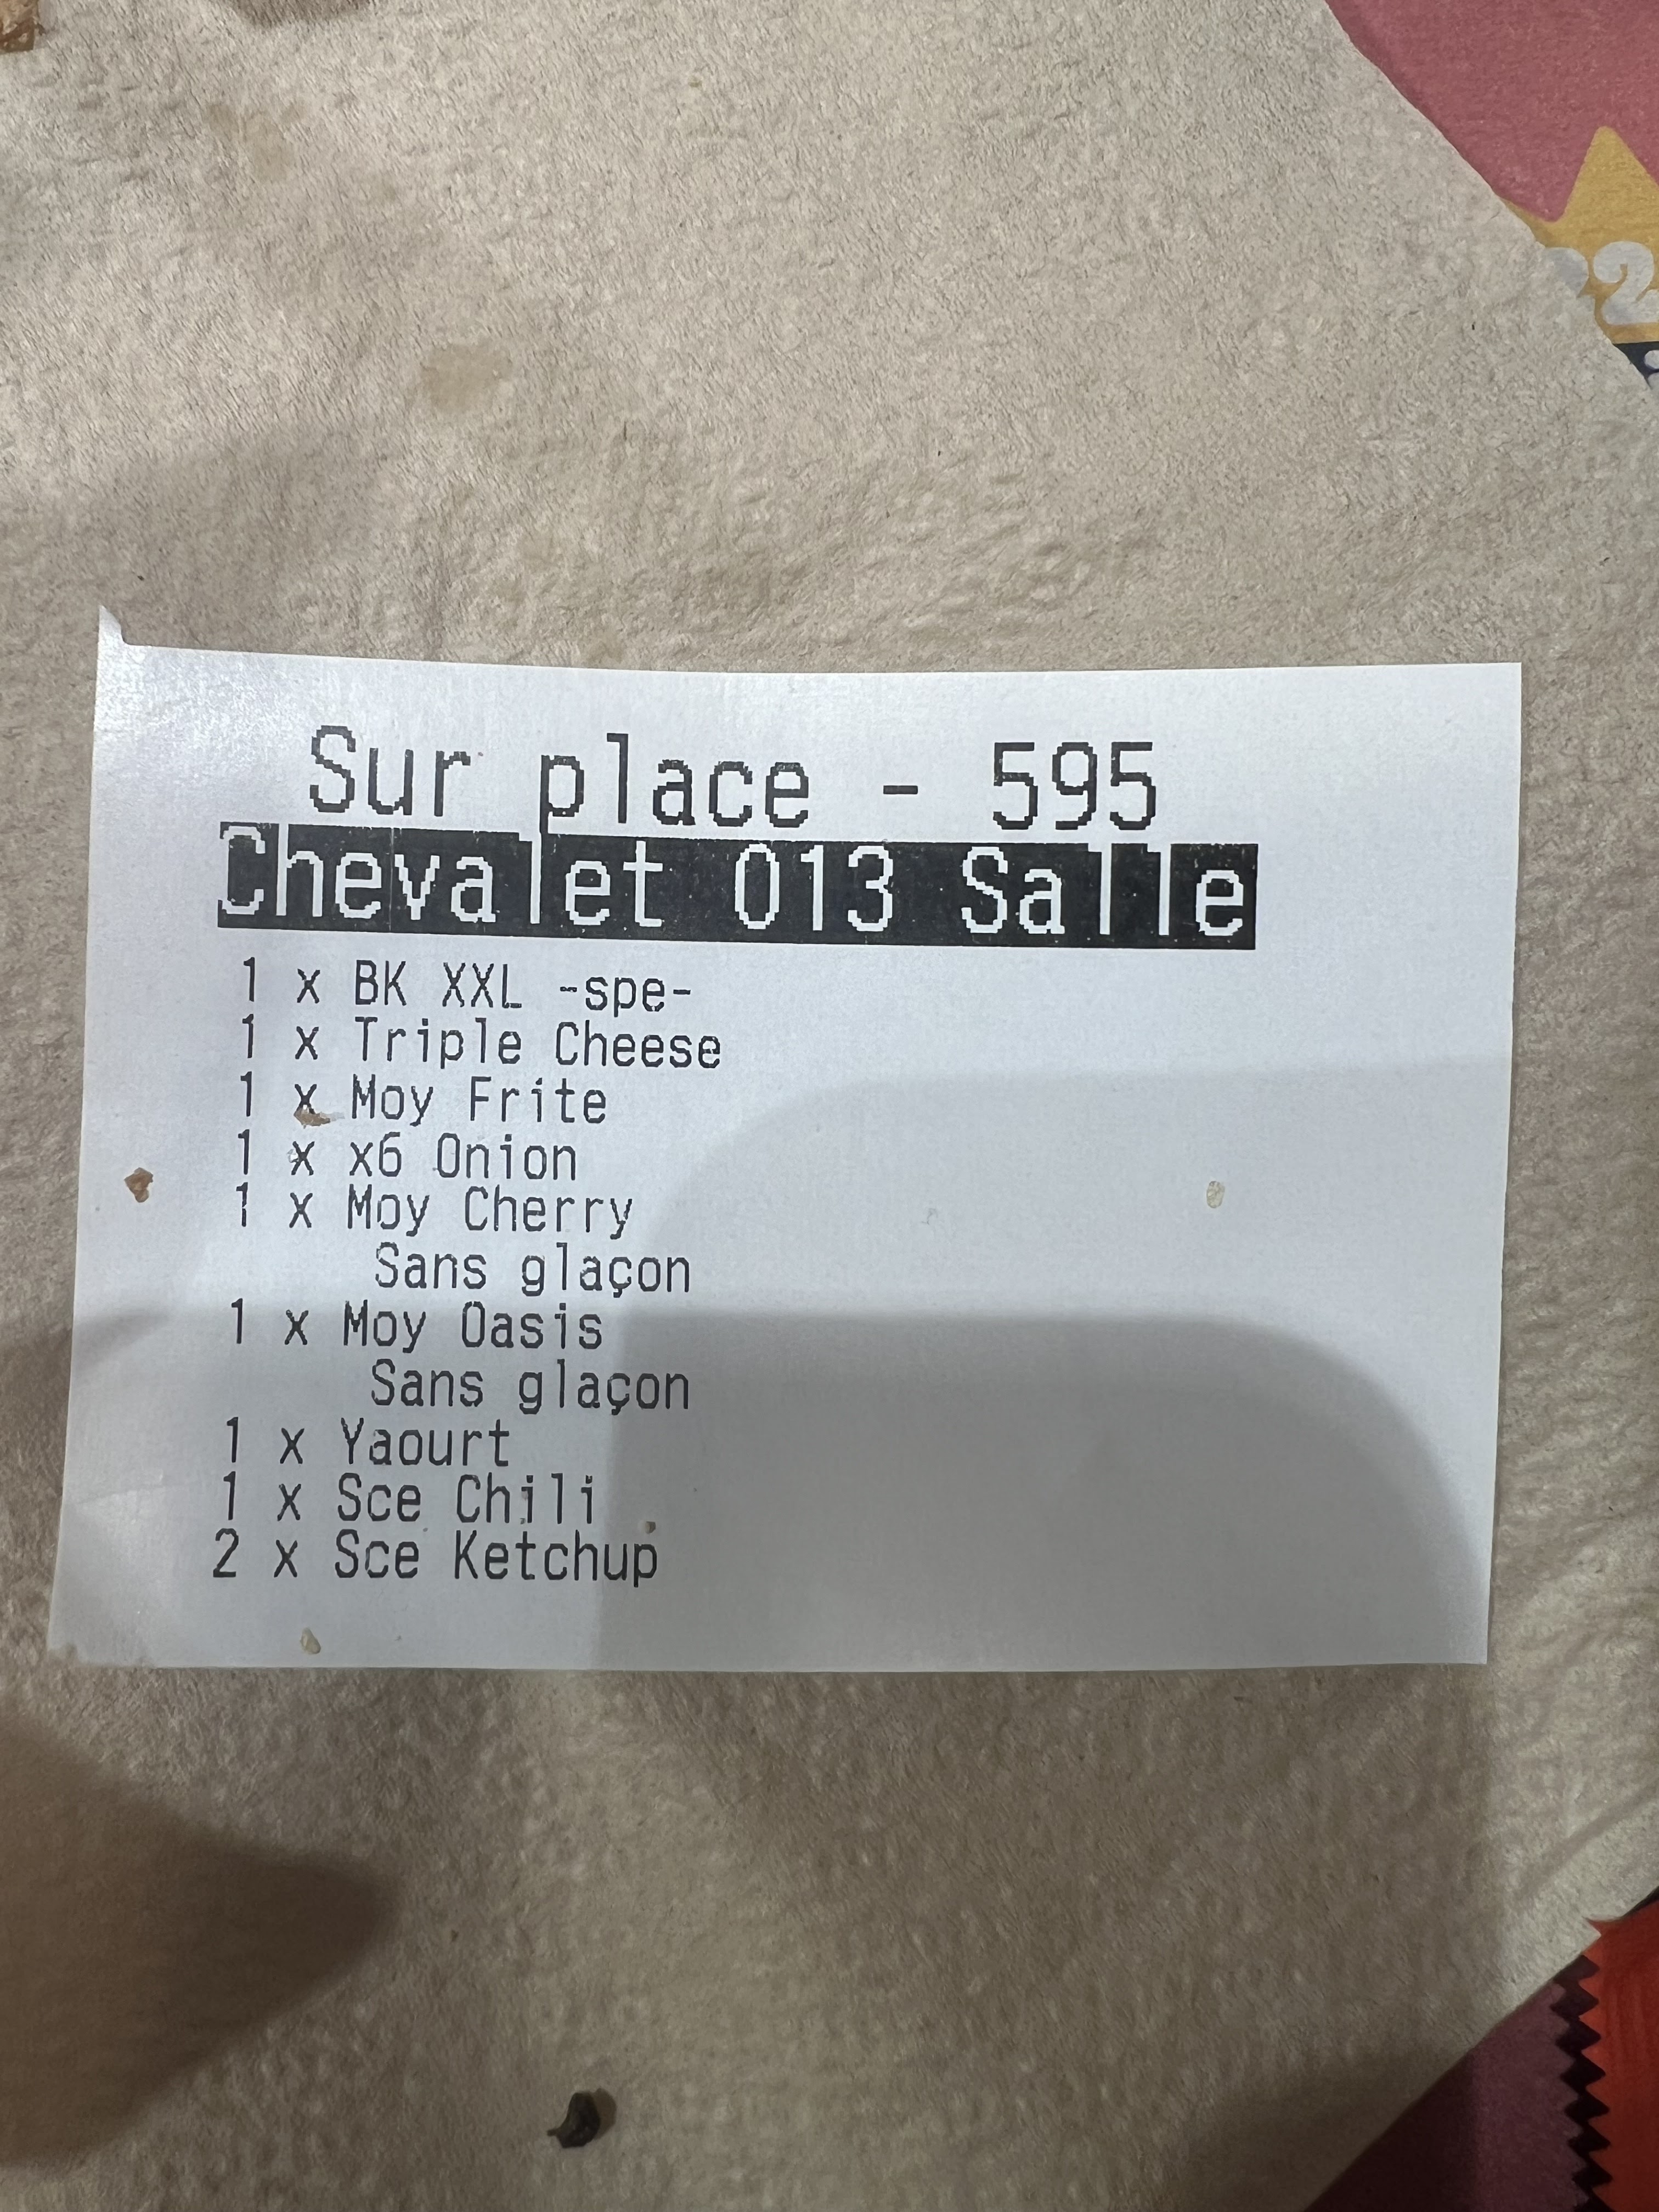 22
Sur place - 595
Chevalet 013 Salle
1 x BK XXL -spe-
1 x Triple Cheese
1 x Moy Frite
1 x x6 Onion
1 x Moy Cherry
Sans glaçon
1 x Moy Oasis
Sans glaçon
1 x Yaourt
1 x Sce Chili
2 x Sce Ketchup